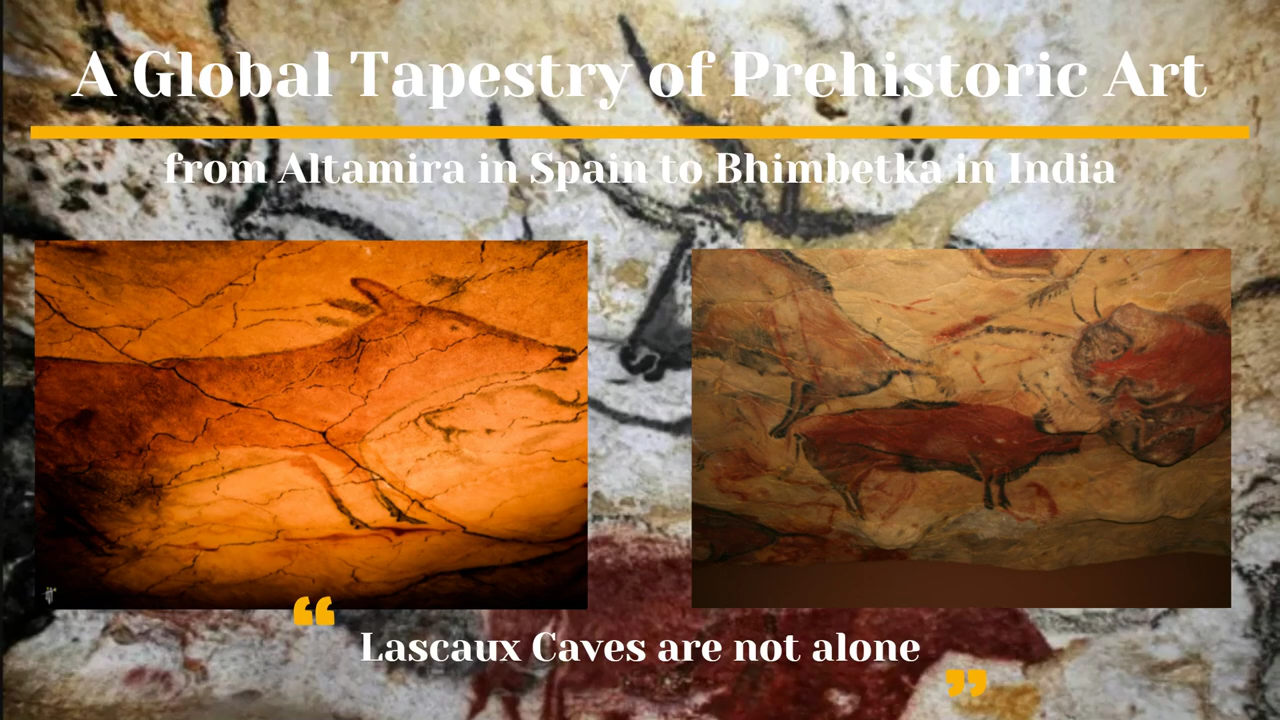 A Global Tapestry of Prehistoric Art
from Altamira in Spain to Bhimbetka in India
“
Lascaux Caves are not alone
”